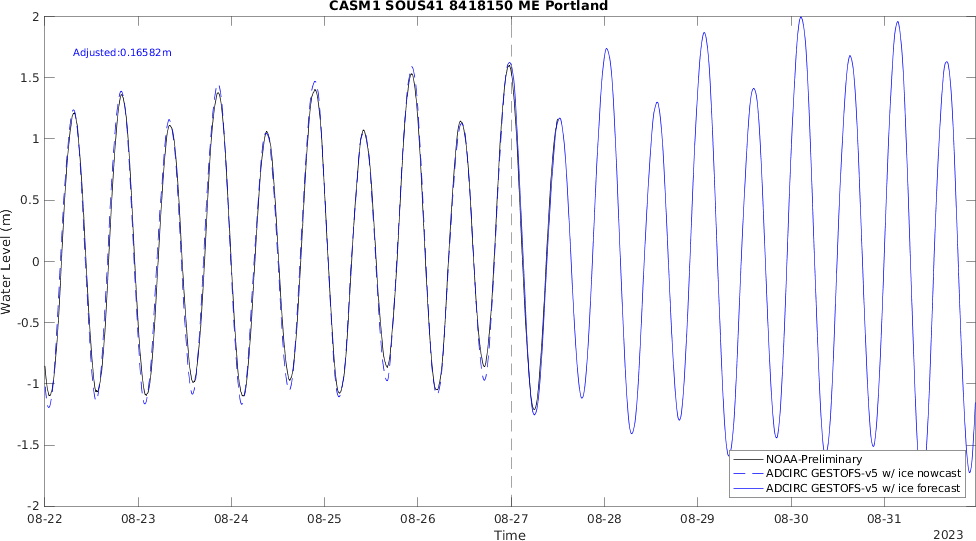 CASM1 SOUS41 8418150 ME Portland
Adjusted:0.16582m
Water Level (m)
2
1.5
1
0.5
0
-0.5
-1
-1.5
-2
NOAA-Preliminary
ADCIRC GESTOFS-v5 w/ ice nowcast
ADCIRC GESTOFS-v5 w/ ice forecast
08-22 08-23 08-24 08-25 08-26 08-27 08-28 08-29 08-30 08-31
Time
2023